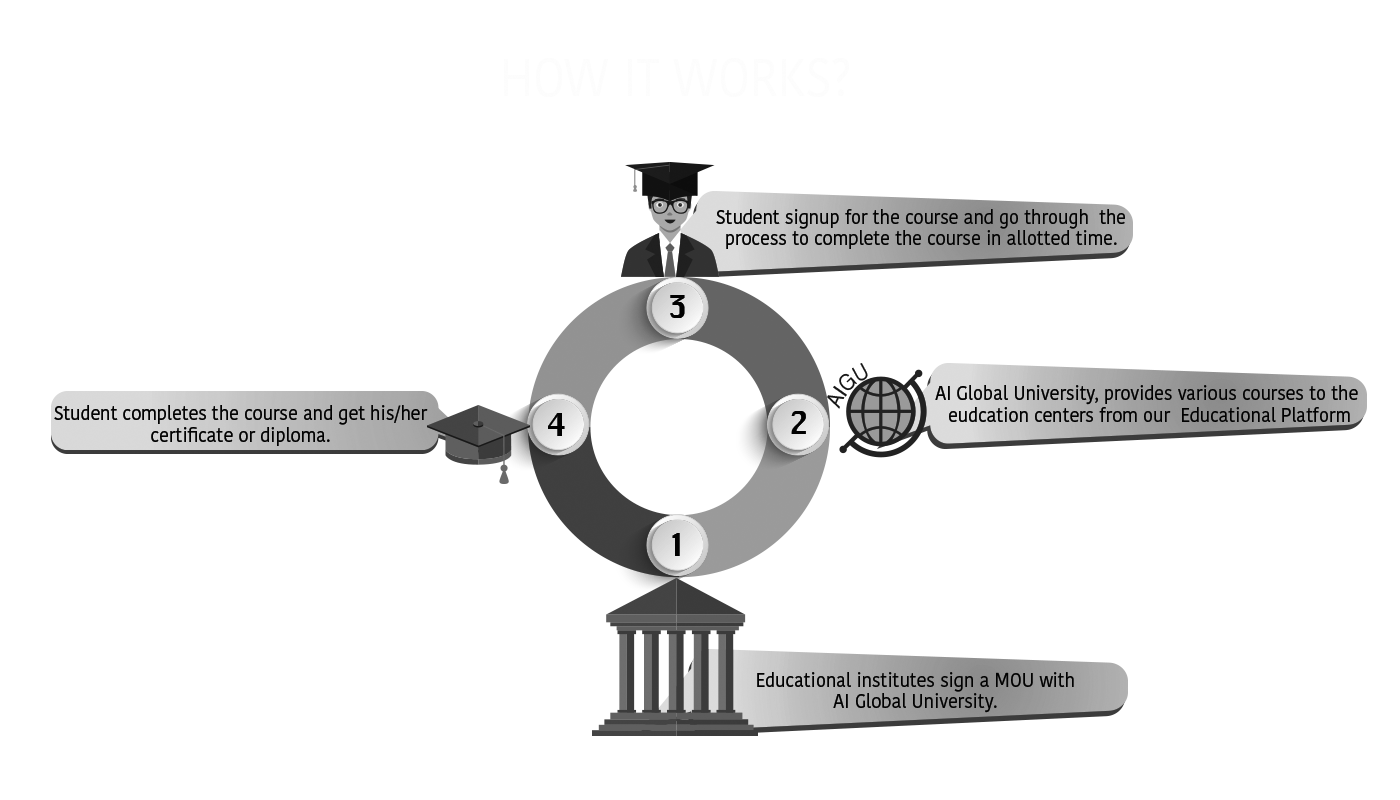 HOW IT WORKS?
Student signup for the course and go through the
process to complete the course in allotted time.
3
AIGU
AI Global University, provides various courses to the
eudcation centers from our Educational Platform
2
Student completes the course and get his/her
certificate or diploma.
4
1
Educational institutes sign a MOU with
AI Global University.